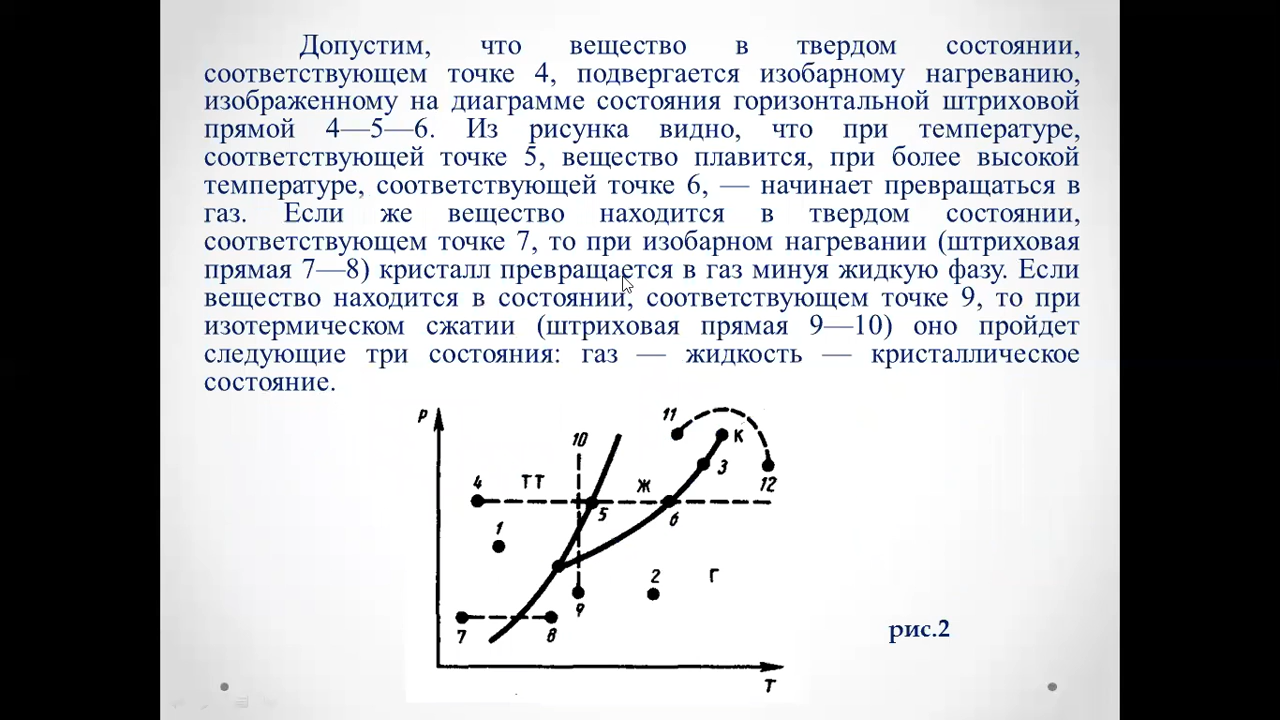 Допустим, что вещество в твердом состоянии,
соответствующем точке 4, подвергается изобарному нагреванию,
изображенному на диаграмме состояния горизонтальной штриховой
прямой 4—5—6. Из рисунка видно, что при температуре,
соответствующей точке 5, вещество плавится, при более высокой
температуре, соответствующей точке 6, — начинает превращаться в
газ. Если же вещество находится в твердом состоянии,
соответствующем точке 7, то при изобарном нагревании (штриховая
прямая 7—8) кристалл превращается в газ минуя жидкую фазу. Если
вещество находится в состоянии, соответствующем точке 9, то при
изотермическом сжатии (штриховая прямая 9—10) оно пройдет
следующие три состояния: газ — жидкость — кристаллическое
состояние.
P
11
10
К
3
4
ТТ
Ж
12
5
6
1
2
Г
9
7
8
рис.2
T